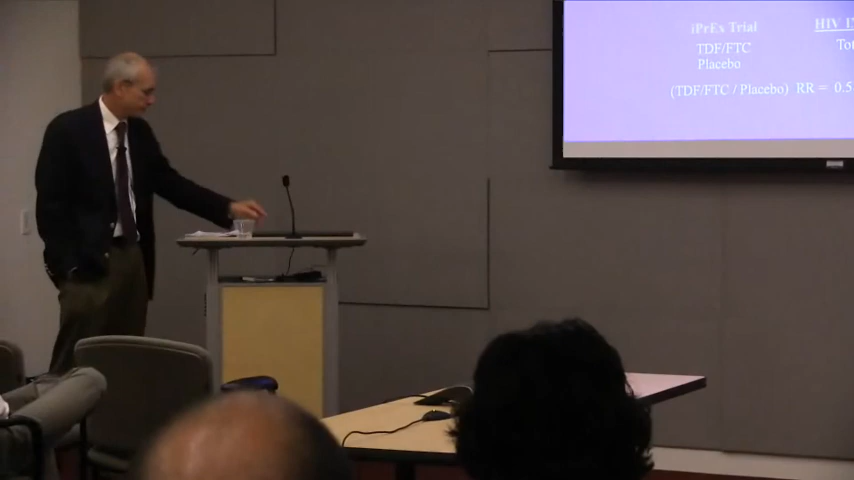 iPrEx Trial
HIV
TDF/FTC
Placebo
(TDF/FTC / Placebo) RR = 0.5